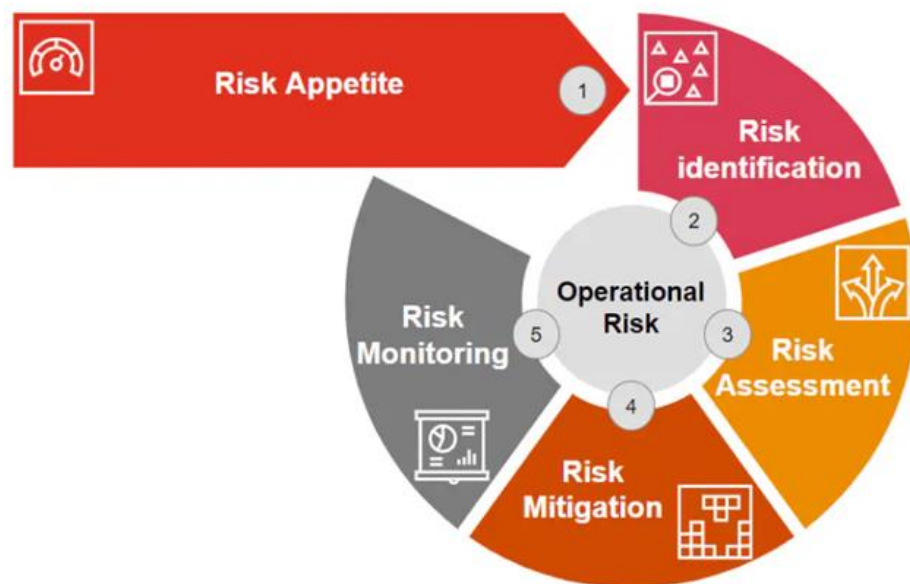 Risk Appetite
1
Risk
identification
2
Operational
Risk
3
Risk
Assessment
4
Risk
Mitigation
5
Risk
Monitoring